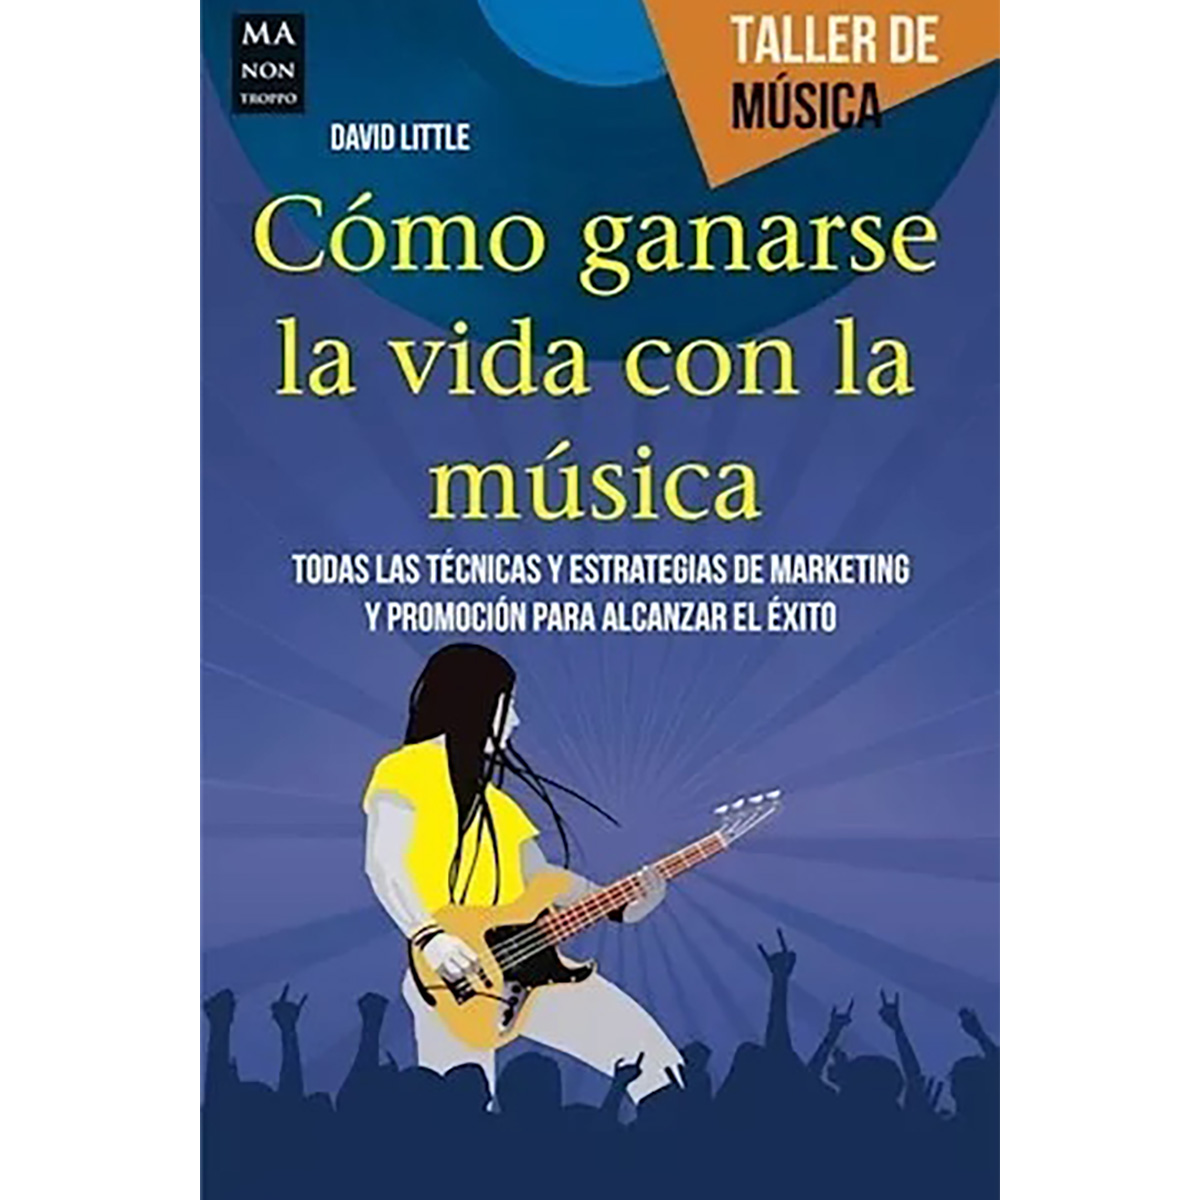 MA
NON
TROPPO
TALLER DE
MÚSICA
DAVID LITTLE
Cómo ganarse
la vida con la
música
TODAS LAS TÉCNICAS Y ESTRATEGIAS DE MARKETING
Y PROMOCIÓN PARA ALCANZAR EL ÉXITO